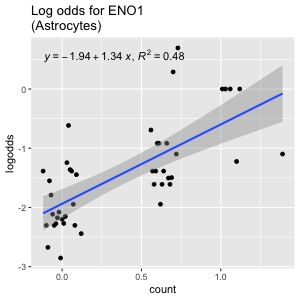 Log odds for ENO1
(Astrocytes)
y = − 1.94 + 1.34 x, R² = 0.48
logodds
0
-1
-2
-3
0.0
0.5
1.0
count